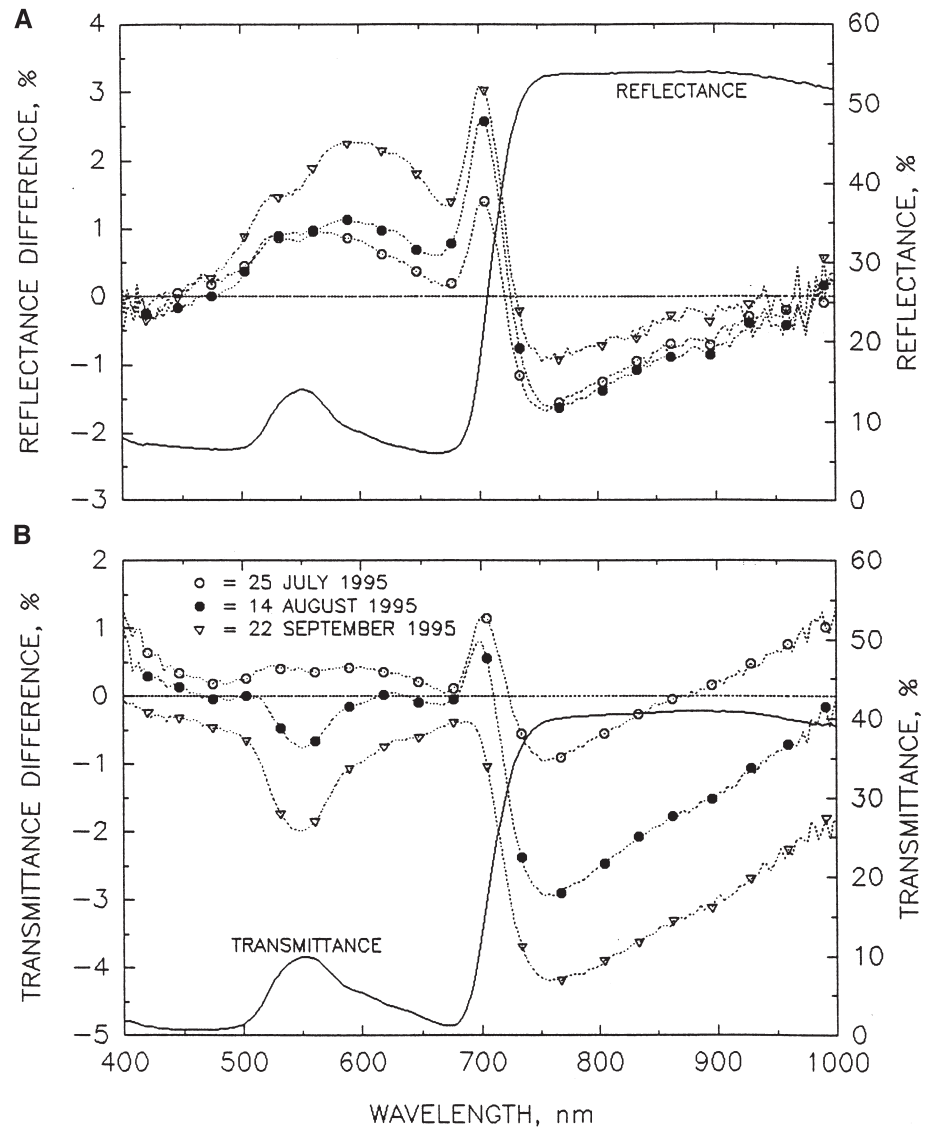 A
REFLECTANCE DIFFERENCE, %
4
3
2
1
0
−1
−2
−3
REFLECTANCE
60
50
40
30
20
10
0
REFLECTANCE, %
B
TRANSMITTANCE DIFFERENCE, %
2
1
0
−1
−2
−3
−4
−5
= 25 JULY 1995
= 14 AUGUST 1995
= 22 SEPTEMBER 1995
TRANSMITTANCE
60
50
40
30
20
10
0
TRANSMITTANCE, %
400 500 600 700 800 900 1000
WAVELENGTH, nm